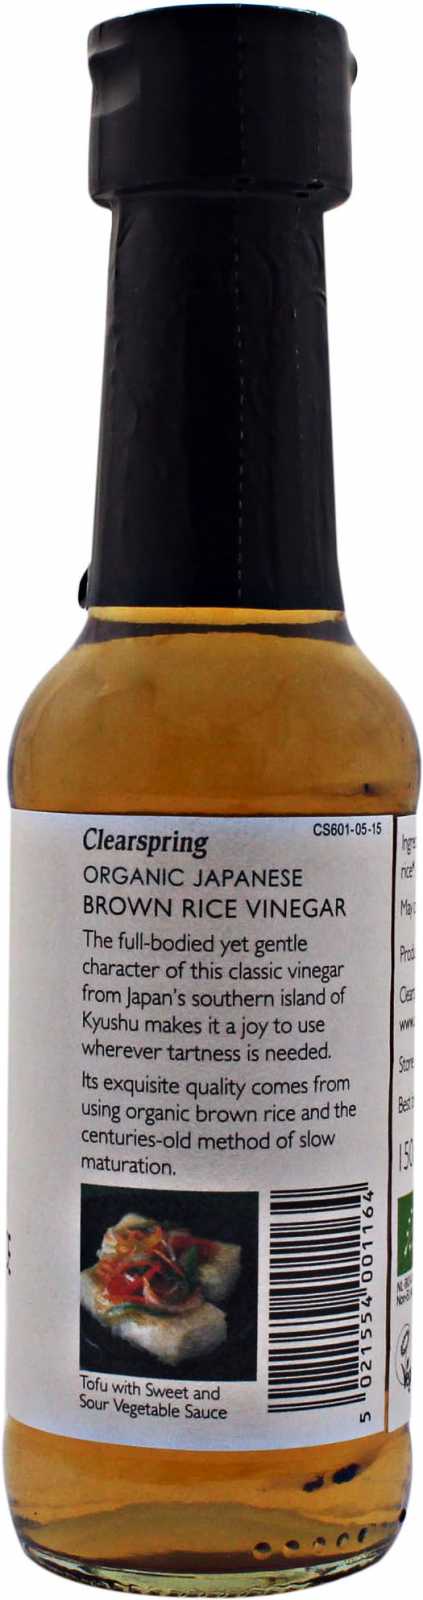 Clearspring
CS601-05-15
ORGANIC JAPANESE
BROWN RICE VINEGAR
The full-bodied yet gentle
character of this classic vinegar
from Japan's southern island of
Kyushu makes it a joy to use
wherever tartness is needed.
Its exquisite quality comes from
using organic brown rice and the
centuries-old method of slow
maturation.
Tofu with Sweet and
Sour Vegetable Sauce
5 021554 001164
rice*
May
150